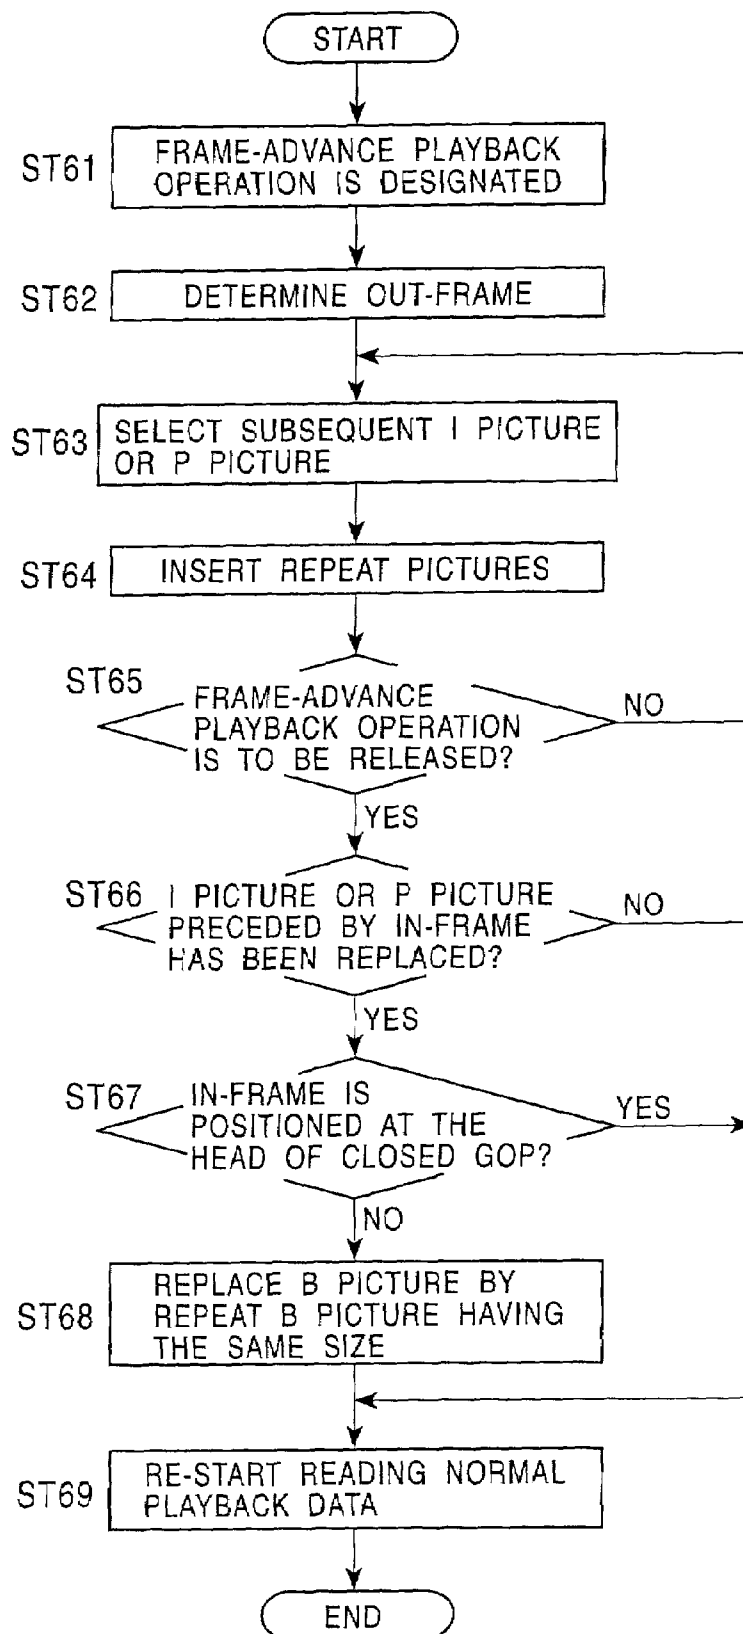 START
ST61
FRAME-ADVANCE PLAYBACK
OPERATION IS DESIGNATED
ST62
DETERMINE OUT-FRAME
ST63
SELECT SUBSEQUENT I PICTURE
OR P PICTURE
ST64
INSERT REPEAT PICTURES
ST65
FRAME-ADVANCE
PLAYBACK OPERATION
IS TO BE RELEASED?
NO
YES
ST66
I PICTURE OR P PICTURE
PRECEDED BY IN-FRAME
HAS BEEN REPLACED?
NO
YES
ST67
IN-FRAME IS
POSITIONED AT THE
HEAD OF CLOSED GOP?
YES
NO
ST68
REPLACE B PICTURE BY
REPEAT B PICTURE HAVING
THE SAME SIZE
ST69
RE-START READING NORMAL
PLAYBACK DATA
END